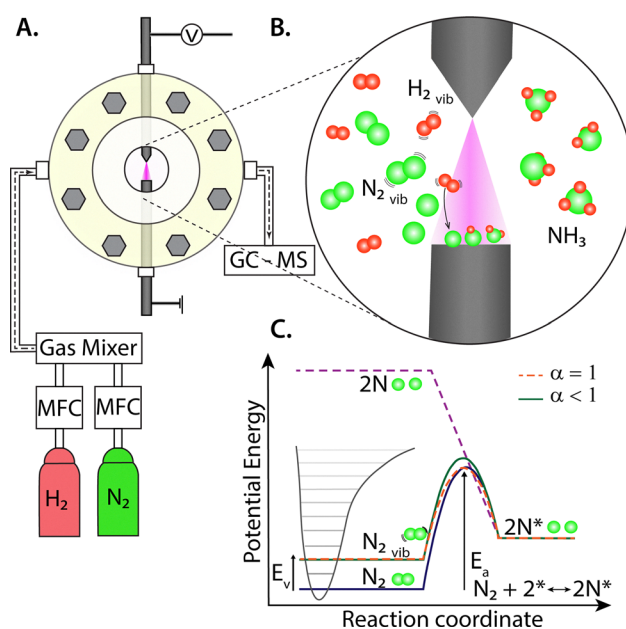 A.
V
GC - MS
Gas Mixer
MFC
MFC
H₂
N₂
B.
H₂ vib
N₂ vib
NH₃
C.
α = 1
α < 1
2N
Potential Energy
N₂ vib
Eᵥ
N₂
2N*
Eₐ
N₂ + 2* ↔ 2N*
Reaction coordinate